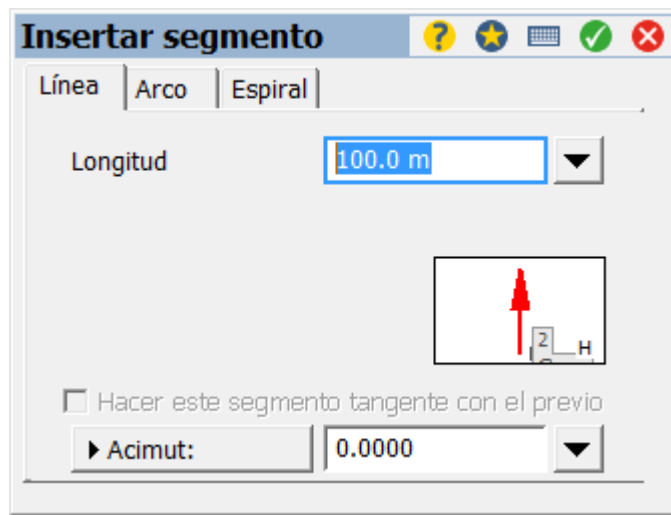 Insertar segmento
Línea Arco Espiral
Longitud 100.0 m
2 H
Hacer este segmento tangente con el previo
Acimut: 0.0000